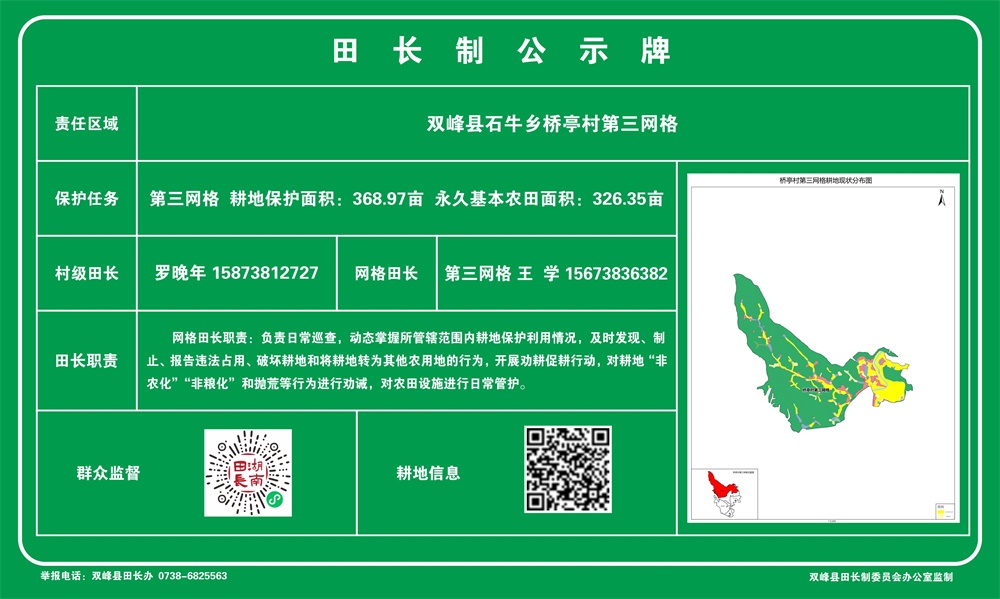 田长制公示牌
责任区域
双峰县石牛乡桥亭村第三网格
保护任务
第三网格 耕地保护面积：368.97亩 永久基本农田面积：326.35亩
村级田长
罗晚年 15873812727
网格田长
第三网格 王 学 15673836382
田长职责
网格田长职责：负责日常巡查，动态掌握所管辖范围内耕地保护利用情况，及时发现、制
止、报告违法占用、破坏耕地和将耕地转为其他农用地的行为，开展劝耕促耕行动，对耕地“非
农化”“非粮化”和抛荒等行为进行劝诫，对农田设施进行日常管护。
桥亭村第三网格耕地现状分布图
N
群众监督
湖南
田長
耕地信息
举报电话：双峰县田长办 0738-6825563
双峰县田长制委员会办公室监制